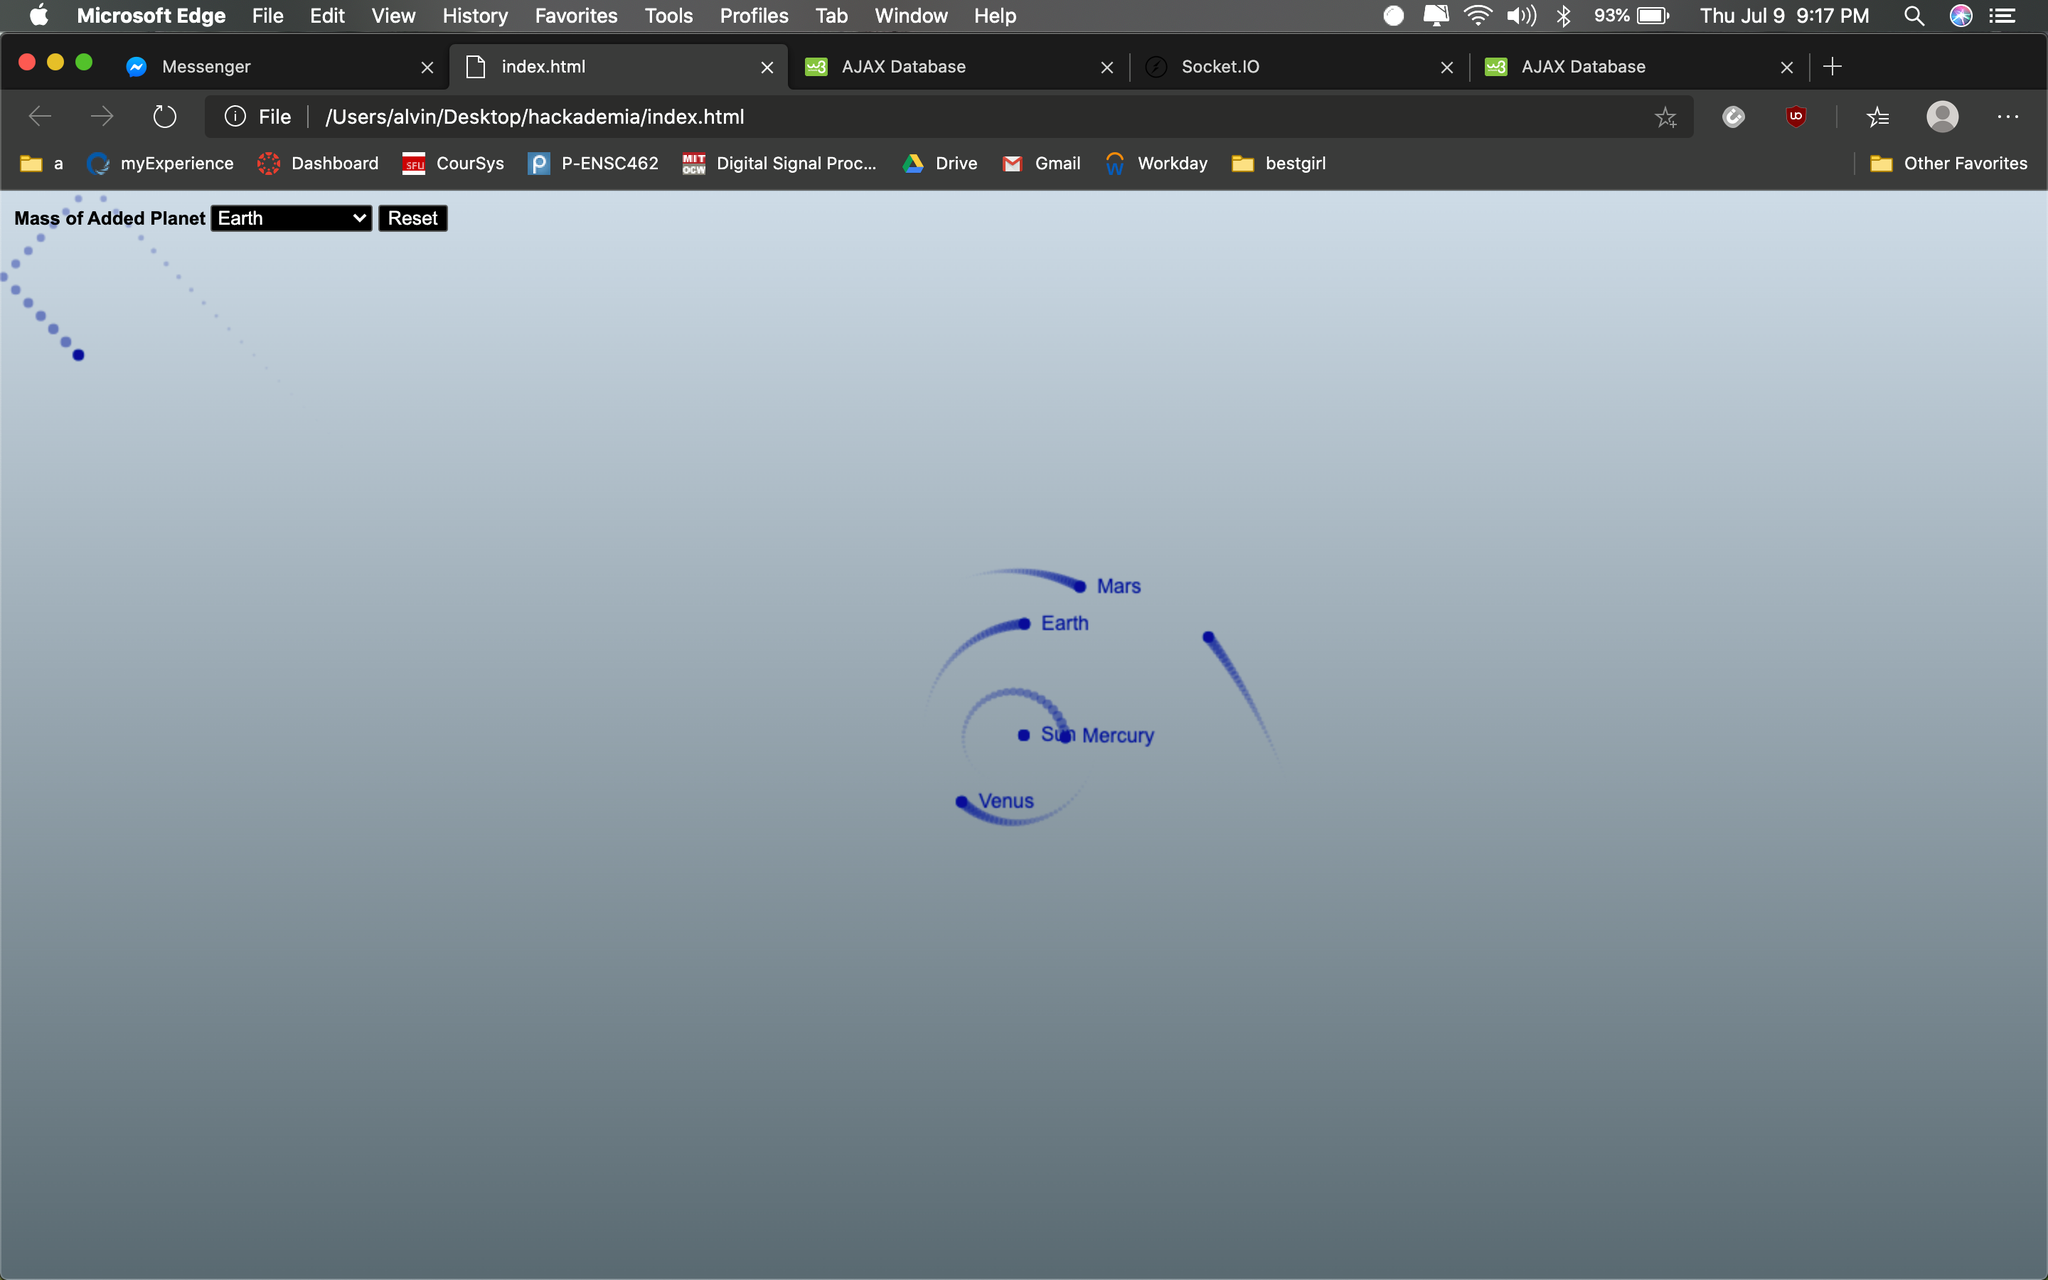 Microsoft Edge File Edit View History Favorites Tools Profiles Tab Window Help 93% Thu Jul 9 9:17 PM
Messenger index.html AJAX Database Socket.IO AJAX Database
File /Users/alvin/Desktop/hackademia/index.html
a myExperience Dashboard SFU CourSys P-ENSC462 MIT OCW Digital Signal Proc... Drive Gmail Workday bestgirl Other Favorites
Mass of Added Planet Earth Reset
Mars
Earth
Sun Mercury
Venus